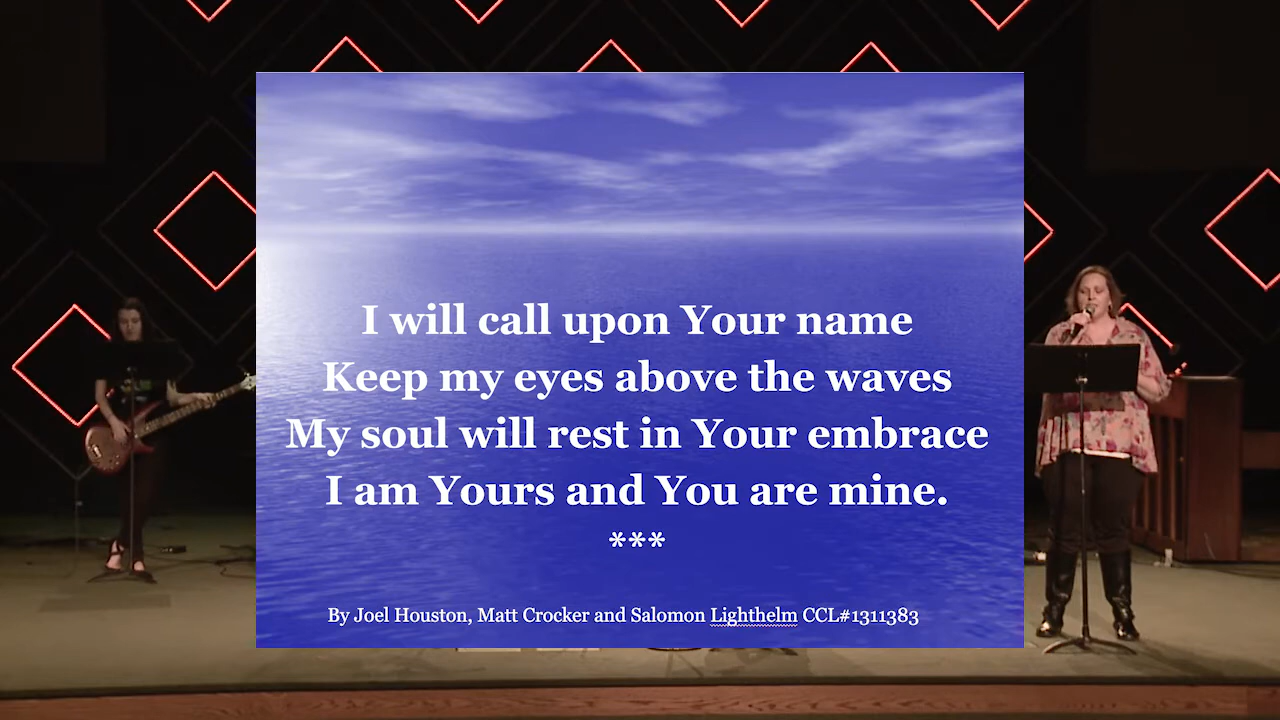 I will call upon Your name
Keep my eyes above the waves
My soul will rest in Your embrace
I am Yours and You are mine.
***
By Joel Houston, Matt Crocker and Salomon Lighthelm CCL#1311383